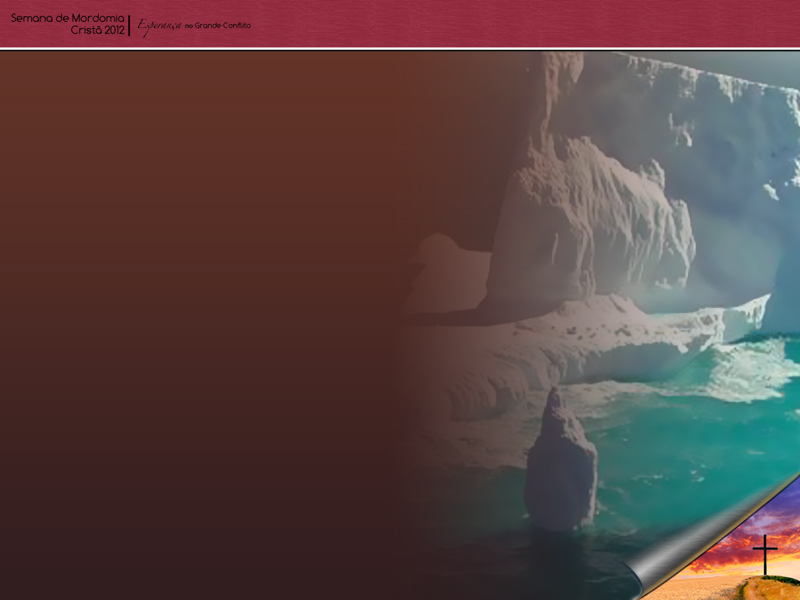 Semana de Mordomia
Cristã 2012
Esperança no Grande Conflito